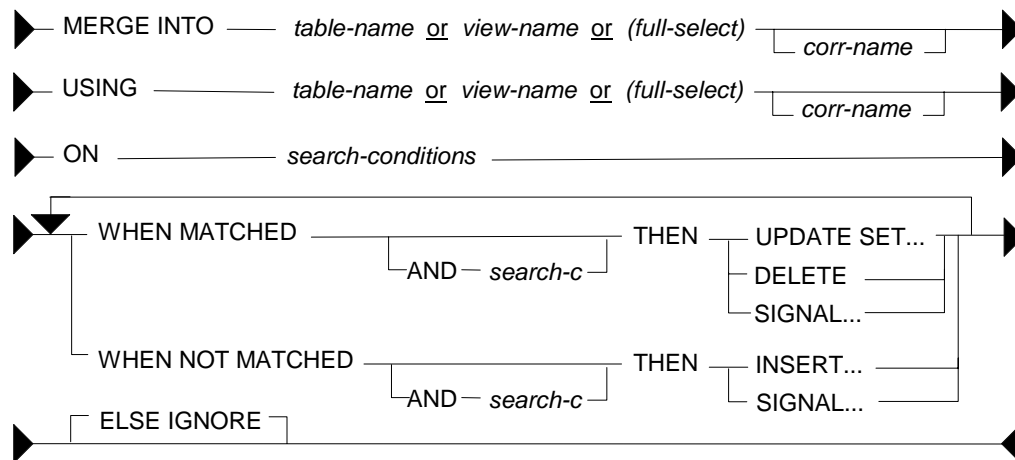 MERGE INTO table-name or view-name or (full-select) corr-name
USING table-name or view-name or (full-select) corr-name
ON search-conditions
WHEN MATCHED AND search-c THEN UPDATE SET...
DELETE
SIGNAL...
WHEN NOT MATCHED AND search-c THEN INSERT...
SIGNAL...
ELSE IGNORE